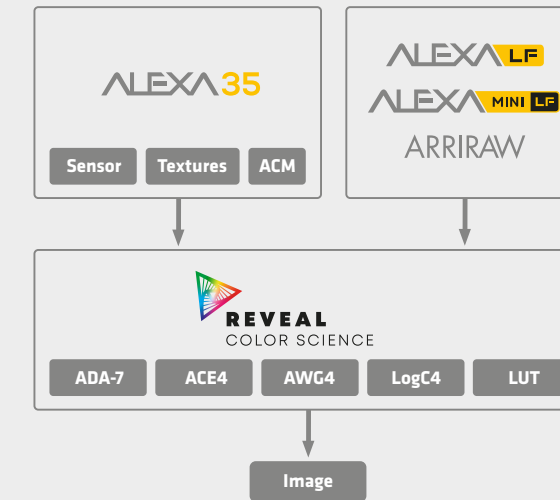 ALEXA 35
Sensor
Textures
ACM
ALEXA LF
ALEXA MINI LF
ARRIRAW
REVEAL
COLOR SCIENCE
ADA-7
ACE4
AWG4
LogC4
LUT
Image